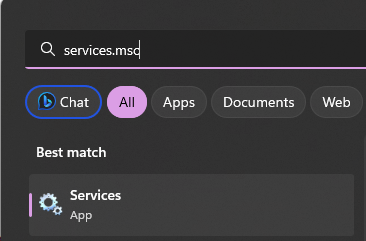 services.msc
Chat All Apps Documents Web
Best match
Services
App